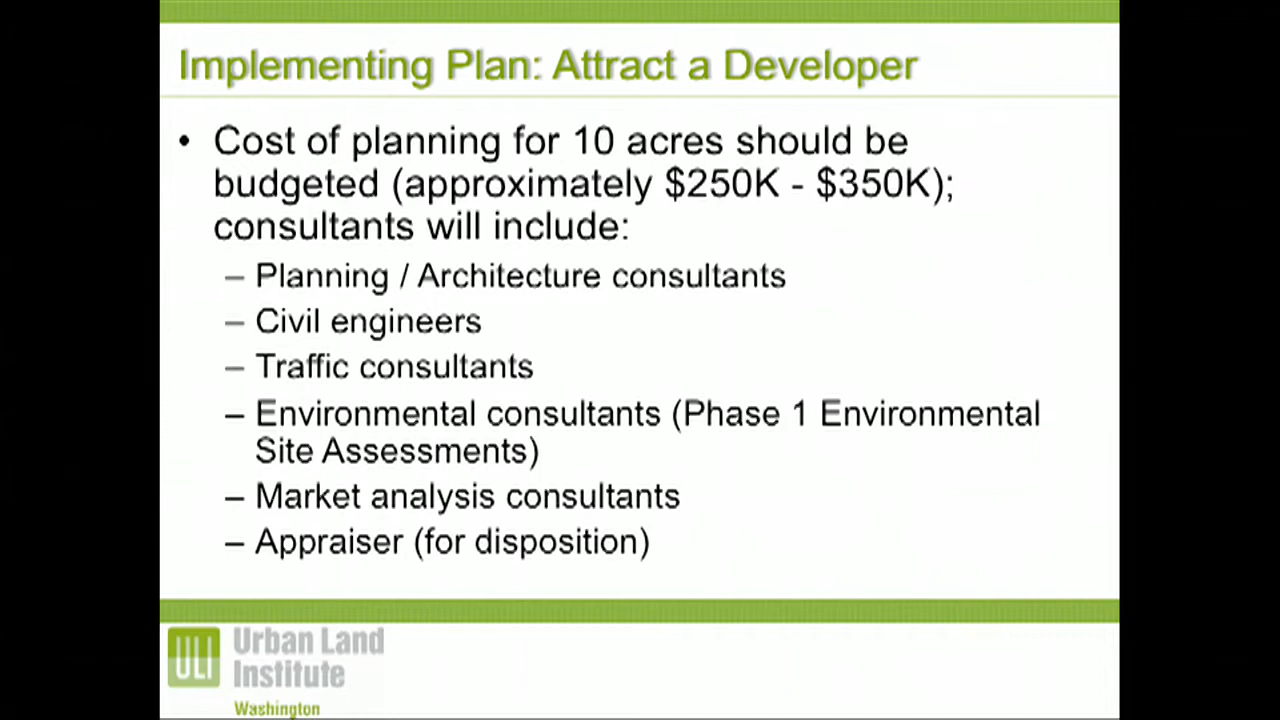 Implementing Plan: Attract a Developer
• Cost of planning for 10 acres should be
budgeted (approximately $250K - $350K);
consultants will include:
– Planning / Architecture consultants
– Civil engineers
– Traffic consultants
– Environmental consultants (Phase 1 Environmental
Site Assessments)
– Market analysis consultants
– Appraiser (for disposition)
ULI Urban Land
Institute
Washington